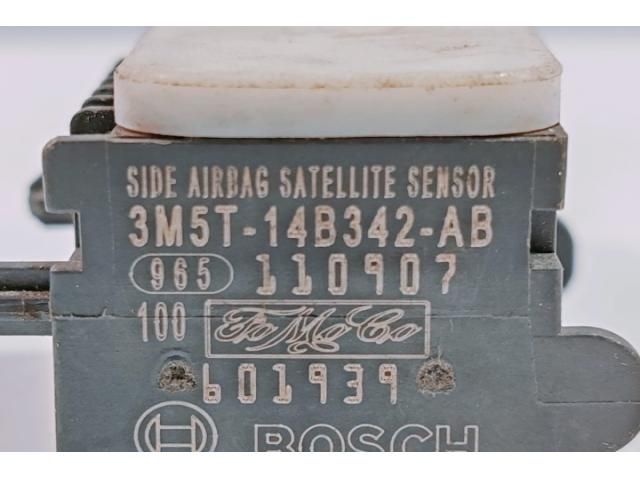 SIDE AIRBAG SATELLITE SENSOR
3M5T-14B342-AB
965 110907
100 FoMoCo
601939
BOSCH